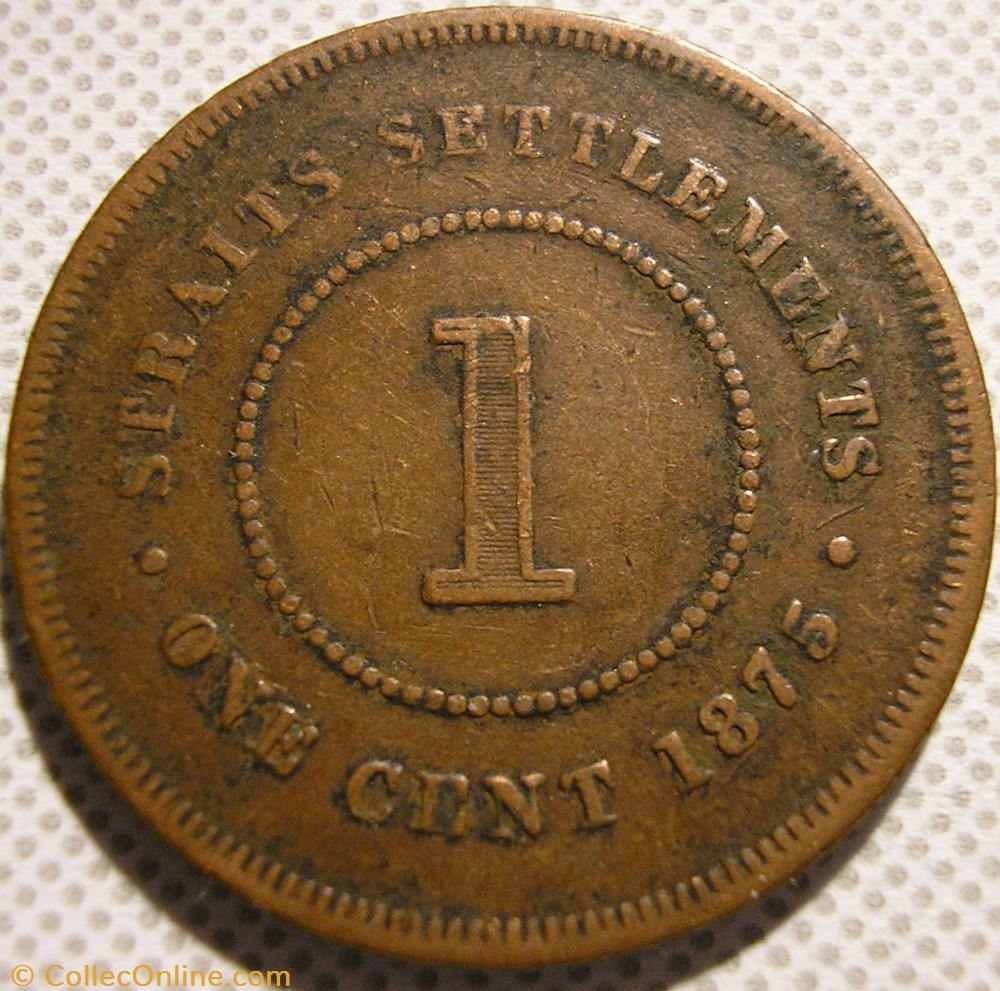 STRAITS SETTLEMENTS
1
• ONE CENT 1875 •
© CollecOnline.com